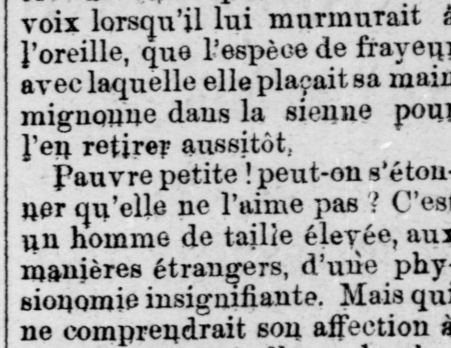 voix lorsqu'il lui murmurait à
l'oreille, que l'espèce de frayeur
avec laquelle elle plaçait sa main
mignonne dans la sienne pour
l'en retirer aussitôt.
Pauvre petite ! peut-on s'éton-
ner qu'elle ne l'aime pas ? C'est
un homme de tailie élevée, aux
manières étrangers, d'une phy-
sionomie insignifiante. Mais qui
ne comprendrait son affection à